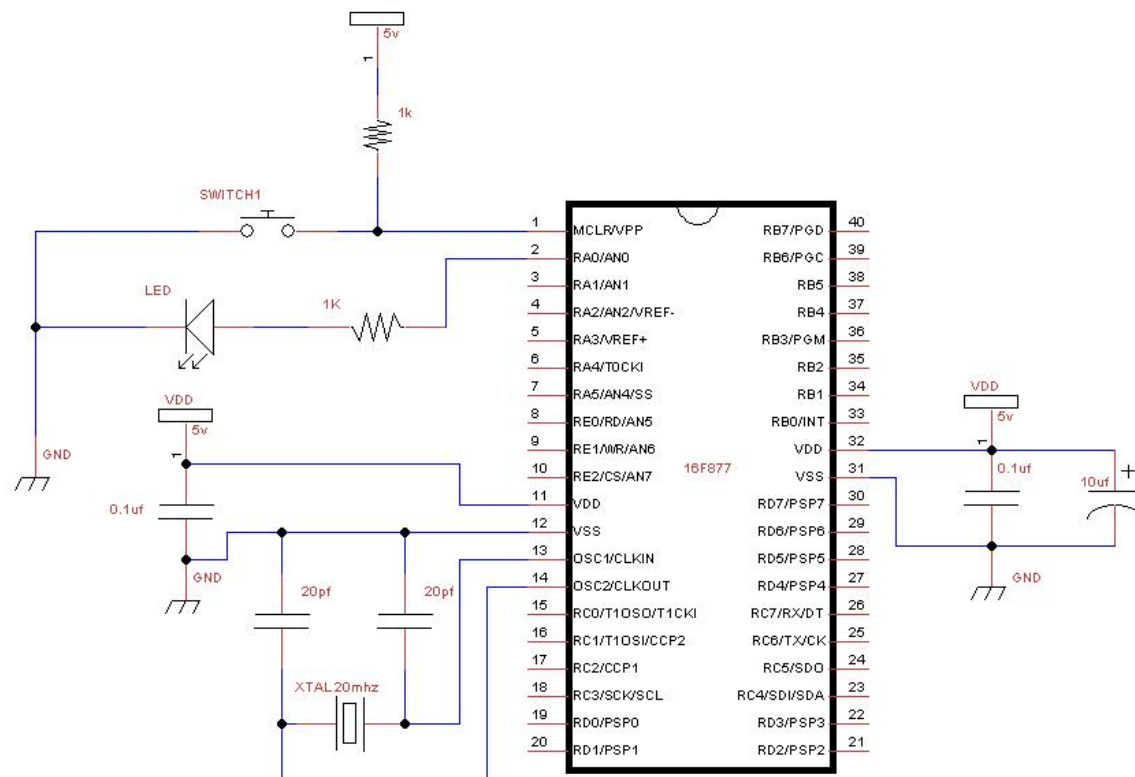 5v
1
1k
SWITCH1
LED
1K
GND
VDD
5v
1
0.1uf
GND
20pf
20pf
XTAL20mhz
16F877
1 MCLR/VPP
2 RA0/AN0
3 RA1/AN1
4 RA2/AN2/VREF-
5 RA3/VREF+
6 RA4/T0CKI
7 RA5/AN4/SS
8 RE0/RD/AN5
9 RE1/WR/AN6
10 RE2/CS/AN7
11 VDD
12 VSS
13 OSC1/CLKIN
14 OSC2/CLKOUT
15 RC0/T1OSO/T1CKI
16 RC1/T1OSI/CCP2
17 RC2/CCP1
18 RC3/SCK/SCL
19 RD0/PSP0
20 RD1/PSP1
RB7/PGD 40
RB6/PGC 39
RB5 38
RB4 37
RB3/PGM 36
RB2 35
RB1 34
RB0/INT 33
VDD 32
VSS 31
RD7/PSP7 30
RD6/PSP6 29
RD5/PSP5 28
RD4/PSP4 27
RC7/RX/DT 26
RC6/TX/CK 25
RC5/SDO 24
RC4/SDI/SDA 23
RD3/PSP3 22
RD2/PSP2 21
VDD
5v
1
0.1uf
10uf
+
GND